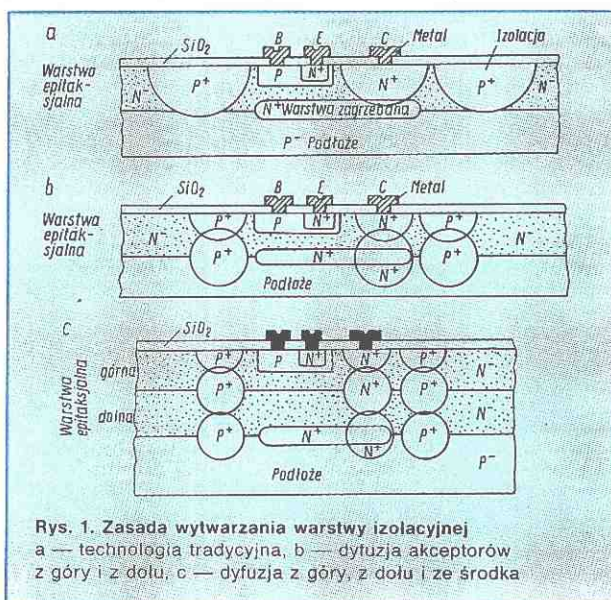 a
SiO₂
B
E
C
Metal
Izolacja
Warstwa
epitak-
sjalna
N⁻
P⁺
P
N⁺
N⁺
P⁺
N⁻
N⁺ Warstwa zagrzebana
P⁻ Podłoże
b
SiO₂
B
E
C
Metal
Warstwa
epitak-
sjalna
N⁻
P⁺
P
N⁺
N⁺
P⁺
N⁻
P⁺
N⁺
N⁺
P⁺
Podłoże
c
SiO₂
Warstwa
epitaksjalna
górna
P⁺
P
N⁺
N⁺
P⁺
N⁻
dolna
P⁺
N⁺
P⁺
N⁻
P⁺
N⁺
N⁺
P⁺
P⁻
Podłoże
Rys. 1. Zasada wytwarzania warstwy izolacyjnej
a — technologia tradycyjna, b — dyfuzja akceptorów
z góry i z dołu, c — dyfuzja z góry, z dołu i ze środka